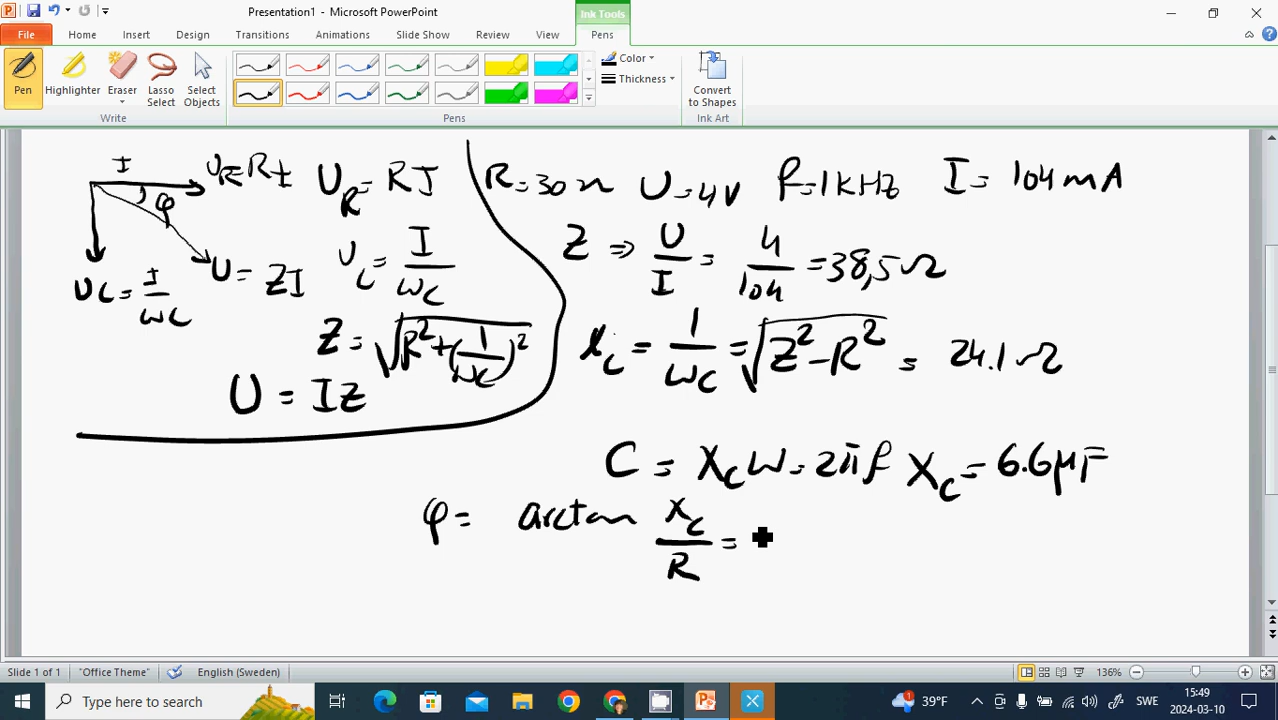 Presentation1 - Microsoft PowerPoint
Ink Tools
File Home Insert Design Transitions Animations Slide Show Review View Pens
Pen Highlighter Eraser Lasso Select Select Objects
Color
Thickness
Convert to Shapes
Write Pens Ink Art
I
U_R = RI
φ
U_C = I/ωC
U = ZI
U_R = RI
U_C = I/ωC
Z = √(R² + (1/ωC)²)
U = IZ
R = 30 Ω U = 4V f = 1KHz I = 104mA
Z ⇒ U/I = 4/104 = 38,5 Ω
X_C = 1/ωC = √(Z² - R²) = 24.1 Ω
C = X_C ω = 2πf X_C = 6.6μF
φ = arctan X_C/R =
Slide 1 of 1 "Office Theme" English (Sweden) 136%
Type here to search
1
39°F
SWE
15:49
2024-03-10